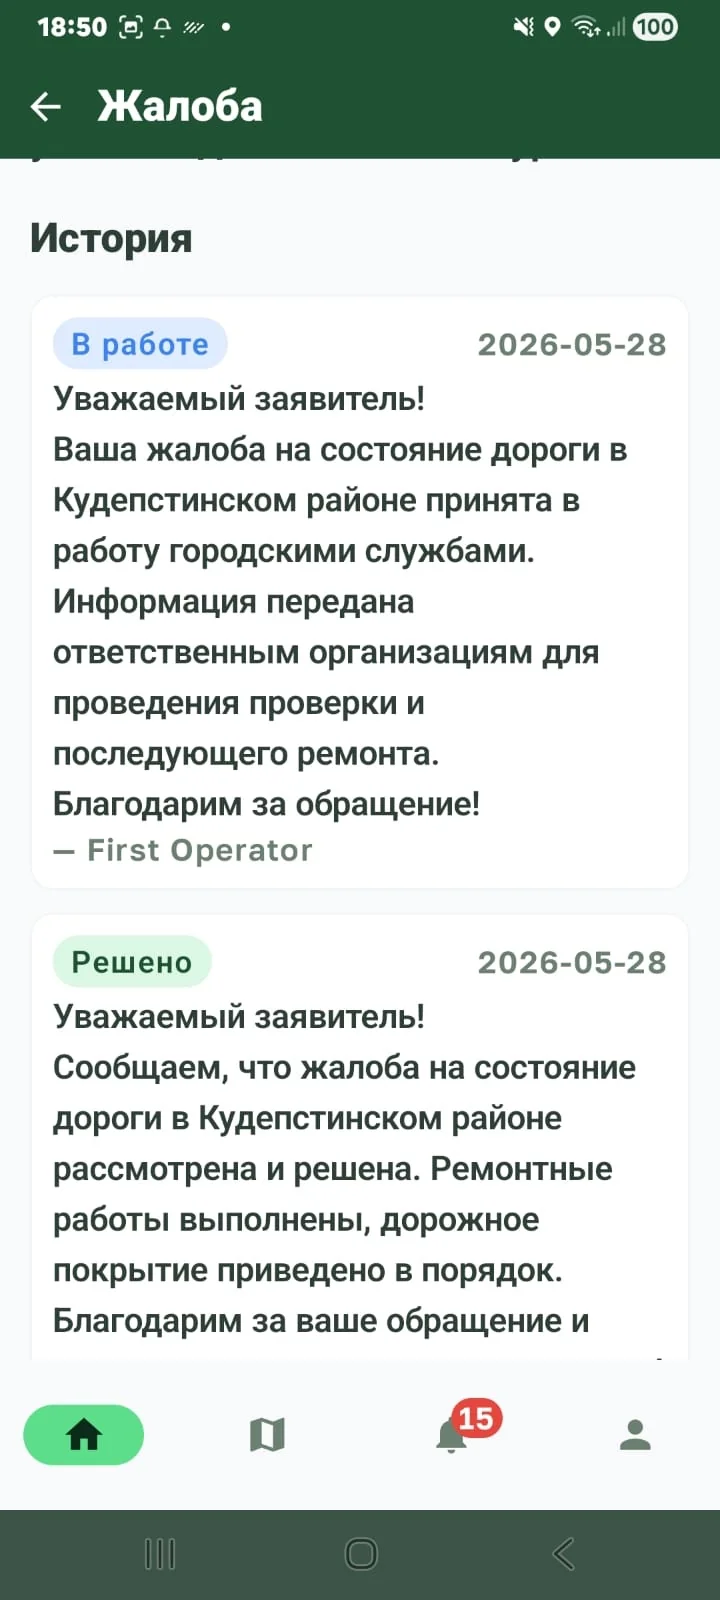 18:50
100
Жалоба
История
В работе
2026-05-28
Уважаемый заявитель!
Ваша жалоба на состояние дороги в
Кудепстинском районе принята в
работу городскими службами.
Информация передана
ответственным организациям для
проведения проверки и
последующего ремонта.
Благодарим за обращение!
— First Operator
Решено
2026-05-28
Уважаемый заявитель!
Сообщаем, что жалоба на состояние
дороги в Кудепстинском районе
рассмотрена и решена. Ремонтные
работы выполнены, дорожное
покрытие приведено в порядок.
Благодарим за ваше обращение и
15